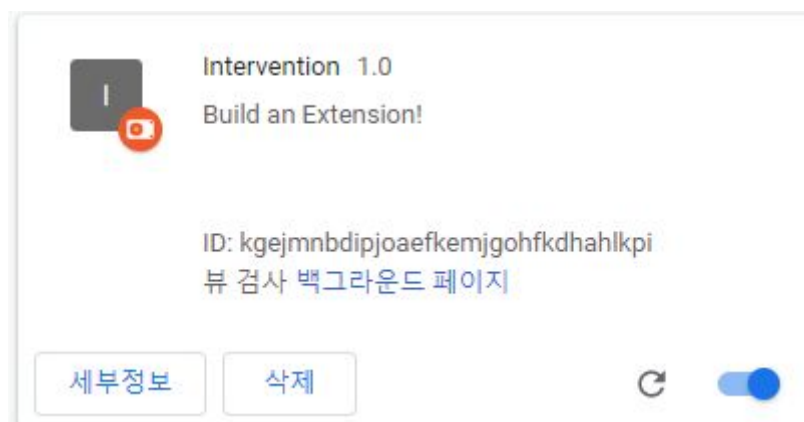 I
Intervention 1.0
Build an Extension!
ID: kgejmnbdipjoaefkemjgohfkdhahlkpi
뷰 검사 백그라운드 페이지
세부정보 삭제